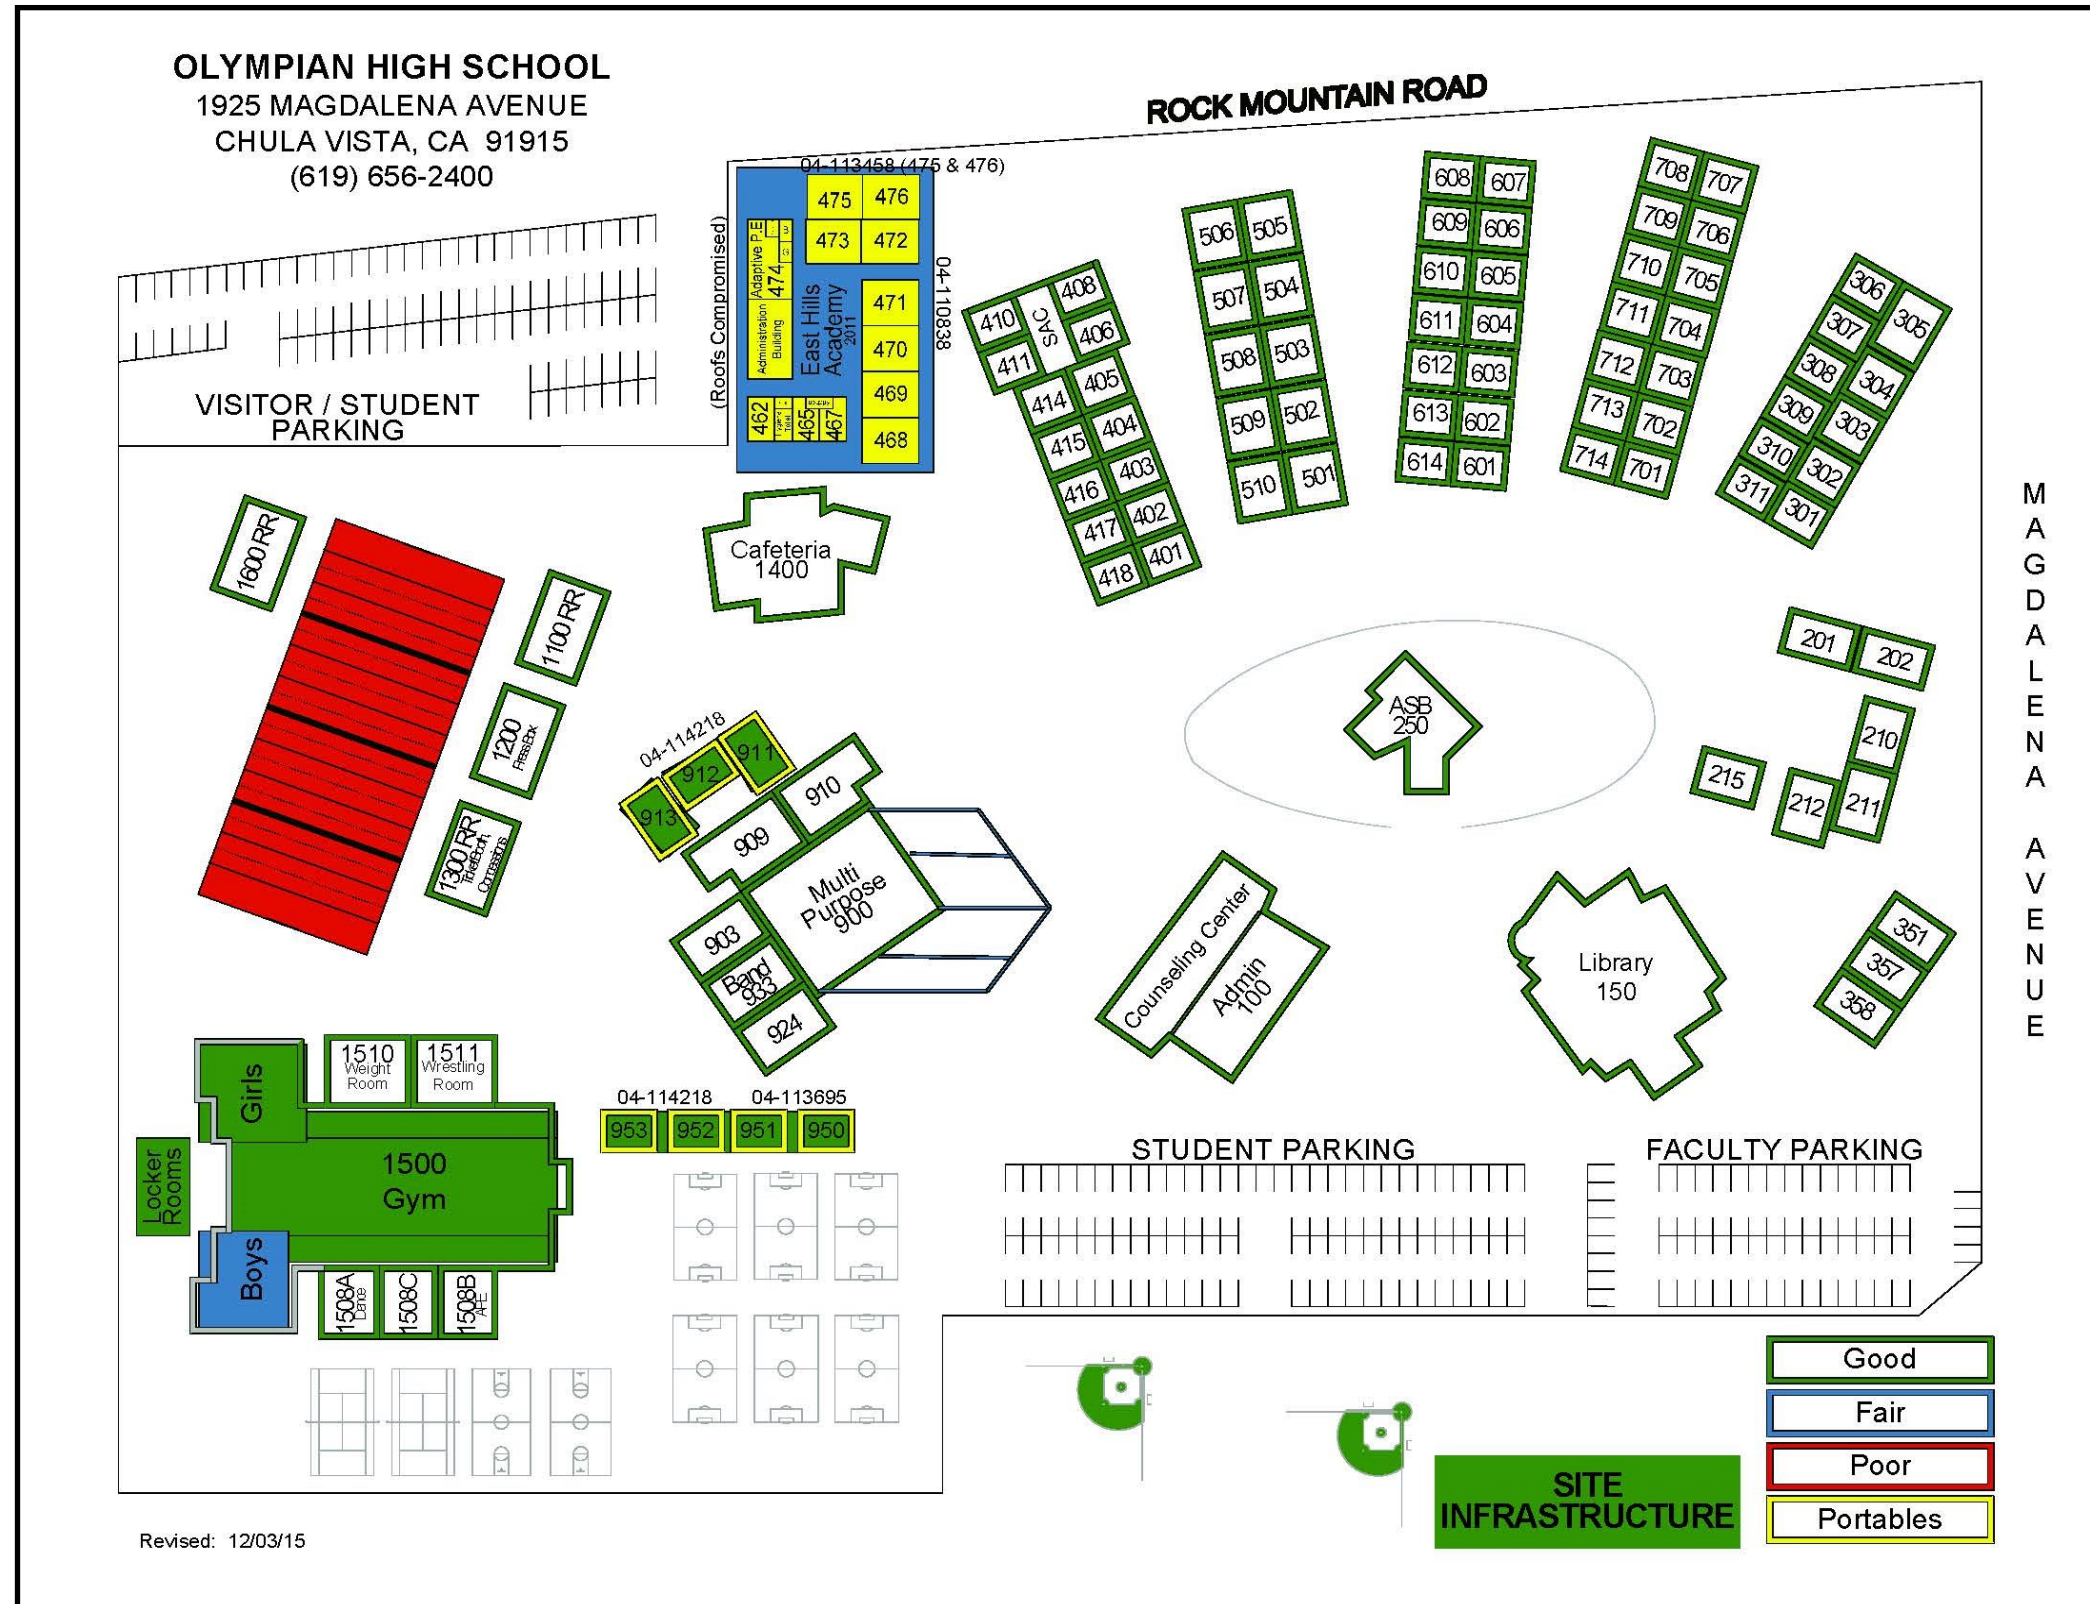 OLYMPIAN HIGH SCHOOL
1925 MAGDALENA AVENUE
CHULA VISTA, CA 91915
(619) 656-2400
ROCK MOUNTAIN ROAD
MAGDALENA AVENUE
VISITOR / STUDENT
PARKING
(Roofs Compromised)
04-113458 (475 & 476)
04-110838
475 476
473 472
471
470
469
468
Adaptive P.E
474
Administration
Building
East Hills
Academy
2011
462
465
467
410
SAC
408
411
406
414 405
415 404
416 403
417 402
418 401
506 505
507 504
508 503
509 502
510 501
608 607
609 606
610 605
611 604
612 603
613 602
614 601
708 707
709 706
710 705
711 704
712 703
713 702
714 701
306 305
307
308 304
309 303
310 302
311 301
1600 RR
1100 RR
1200
Press Box
1300 RR
Ticket Booth,
Concessions
Cafeteria
1400
201 202
210
215
212 211
ASB
250
04-114218
911
912
913
910
909
Multi
Purpose
900
903
Band
933
924
Counseling Center
Admin
100
Library
150
351
357
358
Girls
1510
Weight
Room
1511
Wrestling
Room
Locker
Rooms
1500
Gym
Boys
1508A
Dance
1508C
1508B
APE
04-114218 04-113695
953 952 951 950
STUDENT PARKING
FACULTY PARKING
Good
Fair
Poor
Portables
SITE
INFRASTRUCTURE
Revised: 12/03/15